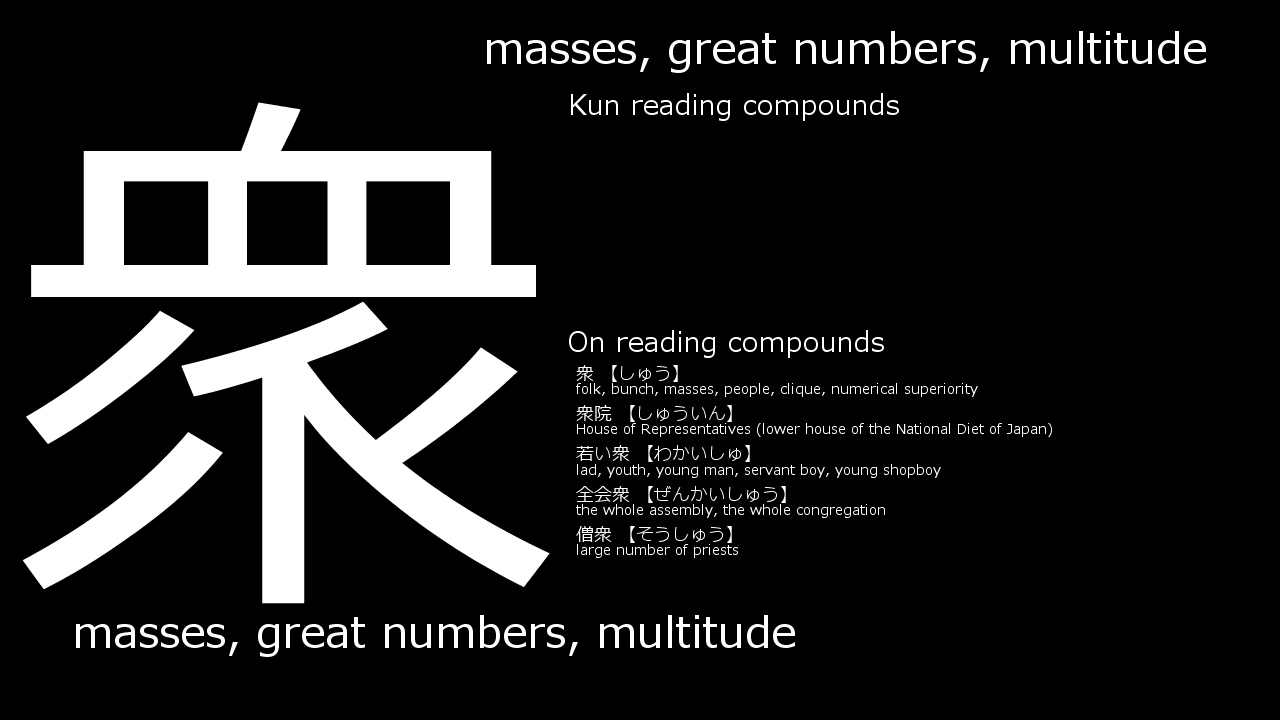 masses, great numbers, multitude
Kun reading compounds
衆
On reading compounds
衆 【しゅう】
folk, bunch, masses, people, clique, numerical superiority
衆院 【しゅういん】
House of Representatives (lower house of the National Diet of Japan)
若い衆 【わかいしゅ】
lad, youth, young man, servant boy, young shopboy
全会衆 【ぜんかいしゅう】
the whole assembly, the whole congregation
僧衆 【そうしゅう】
large number of priests
masses, great numbers, multitude